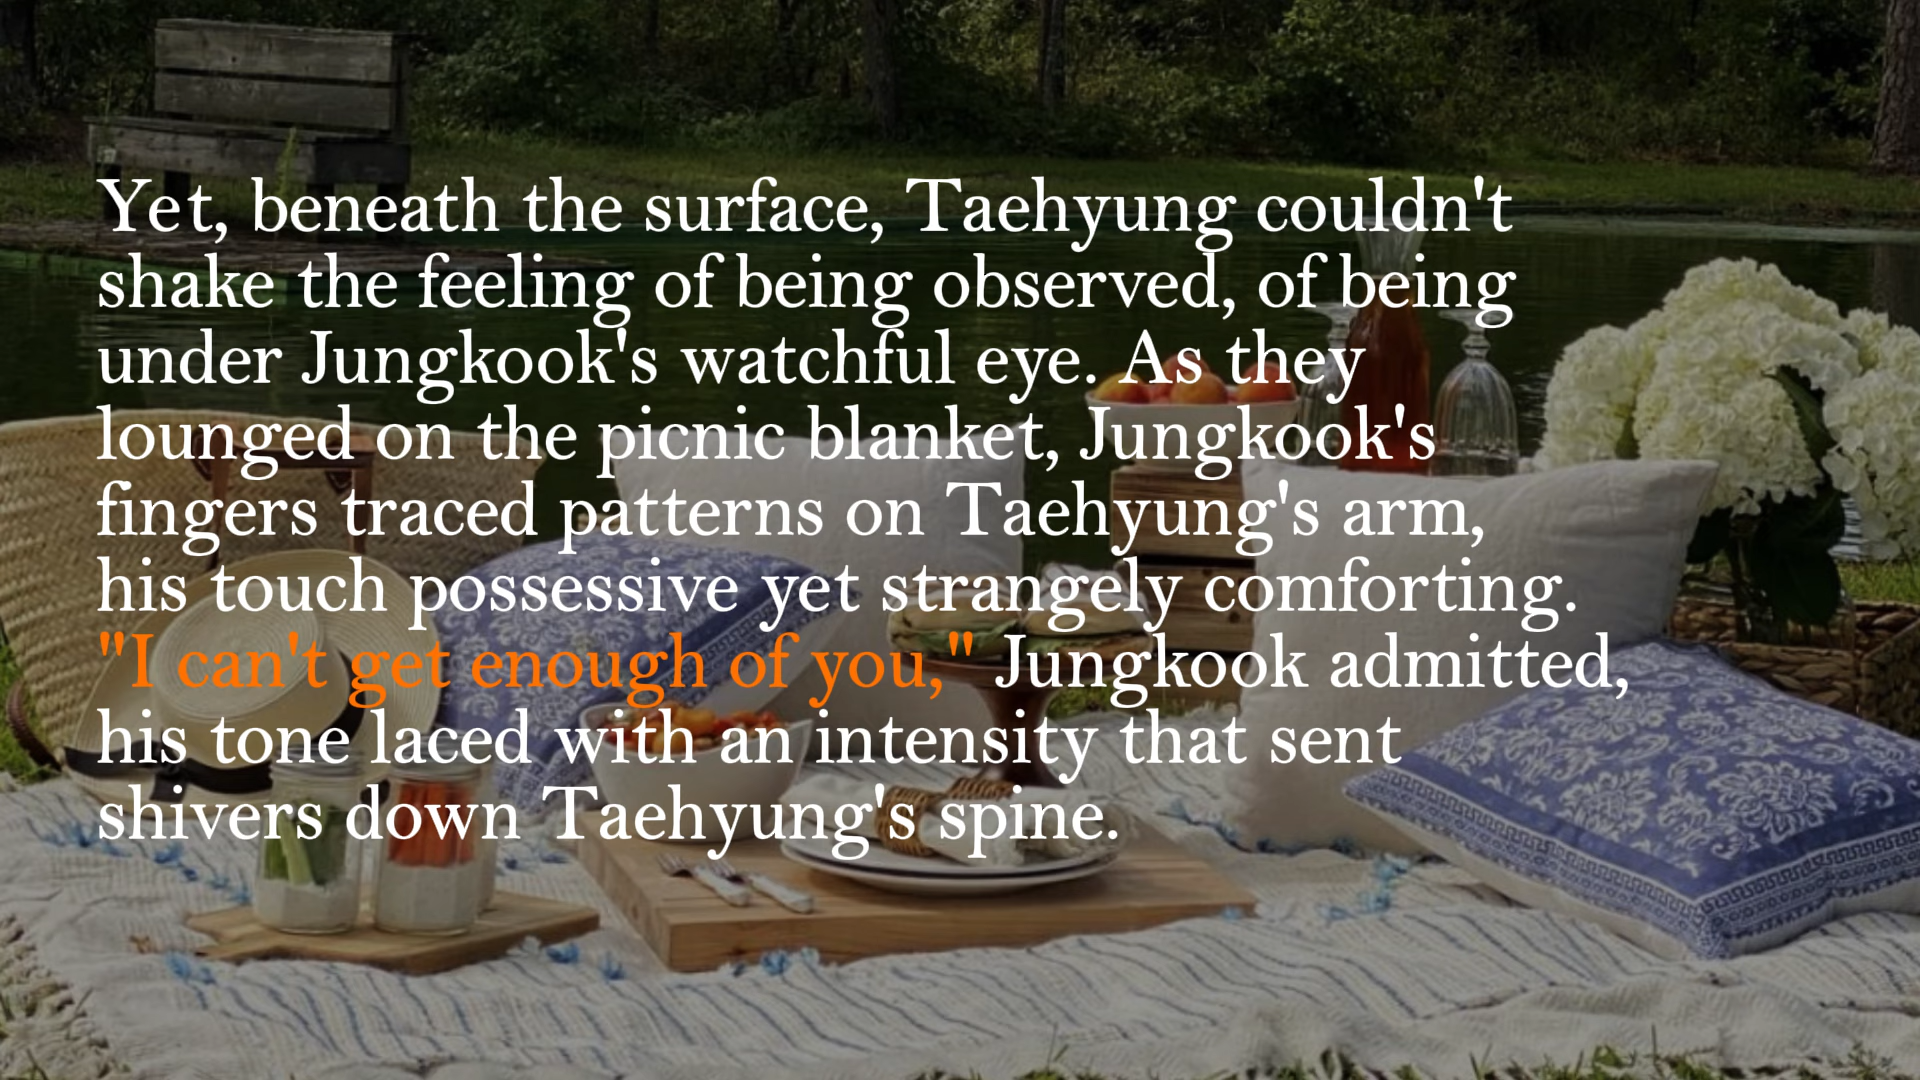 Yet, beneath the surface, Taehyung couldn't
shake the feeling of being observed, of being
under Jungkook's watchful eye. As they
lounged on the picnic blanket, Jungkook's
fingers traced patterns on Taehyung's arm,
his touch possessive yet strangely comforting.
"I can't get enough of you," Jungkook admitted,
his tone laced with an intensity that sent
shivers down Taehyung's spine.